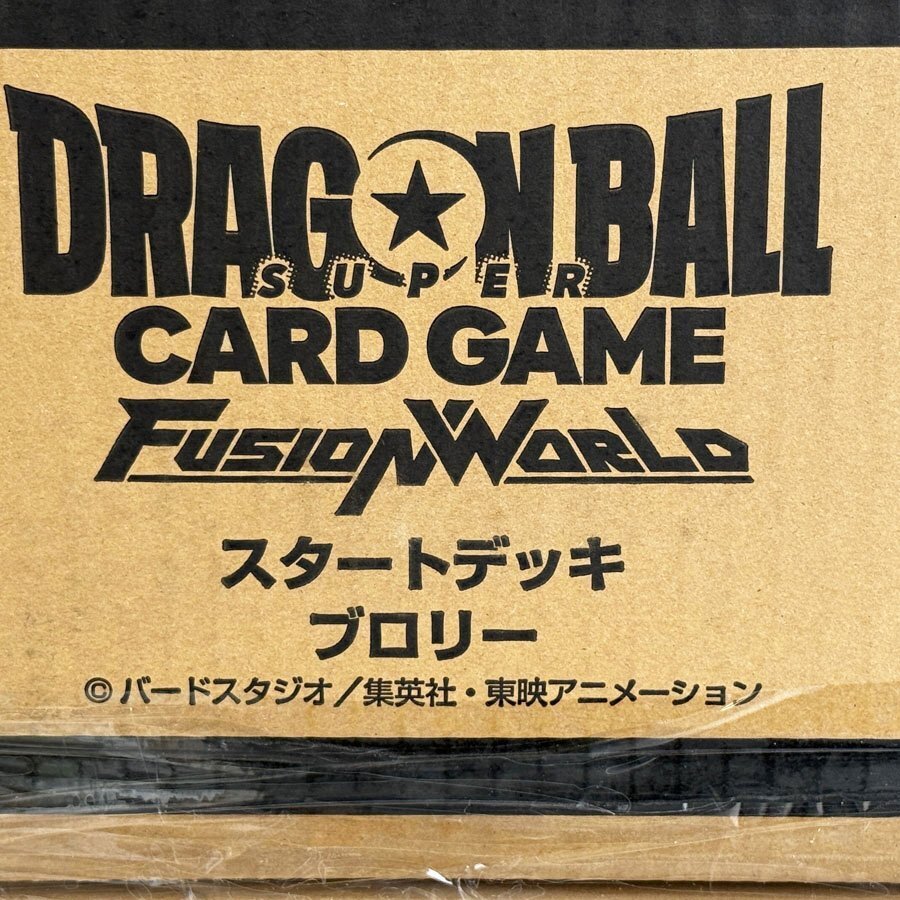 DRAGON BALL
SUPER
CARD GAME
FUSION WORLD
スタートデッキ
ブロリー
©バードスタジオ／集英社・東映アニメーション